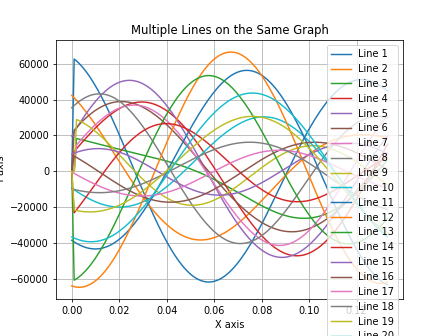 Multiple Lines on the Same Graph
60000
40000
20000
0
−20000
−40000
−60000
0.00
0.02
0.04
0.06
0.08
0.10
X axis
Line 1
Line 2
Line 3
Line 4
Line 5
Line 6
Line 7
Line 8
Line 9
Line 10
Line 11
Line 12
Line 13
Line 14
Line 15
Line 16
Line 17
Line 18
Line 19
Line 20